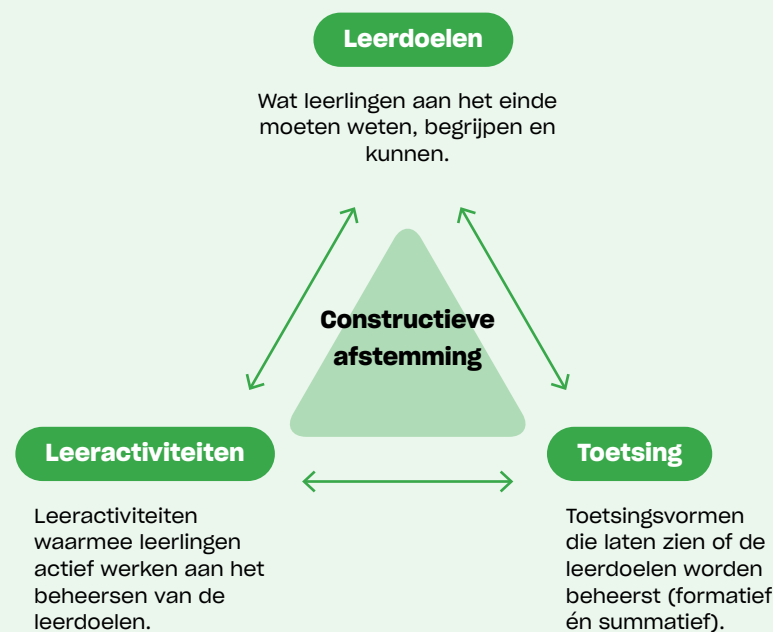 Leerdoelen
Wat leerlingen aan het einde
moeten weten, begrijpen en
kunnen.
Constructieve
afstemming
Leeractiviteiten
Leeractiviteiten
waarmee leerlingen
actief werken aan het
beheersen van de
leerdoelen.
Toetsing
Toetsingsvormen
die laten zien of de
leerdoelen worden
beheerst (formatief
én summatief).